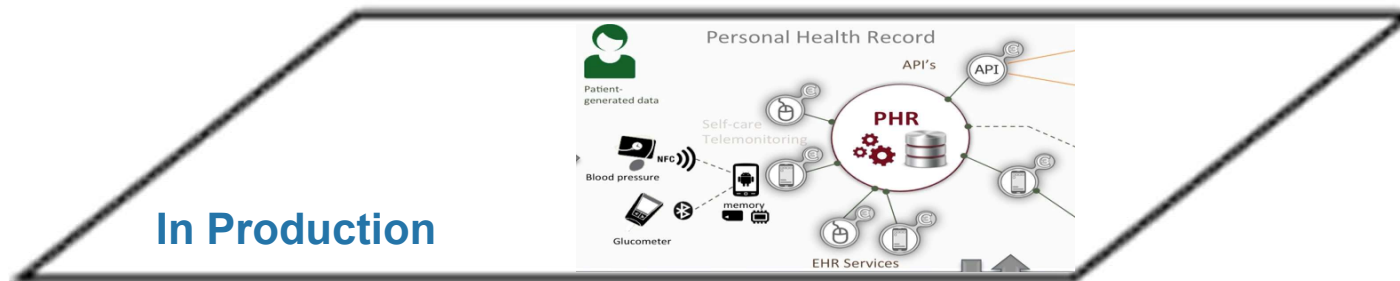 Personal Health Record
API's
API
Patient-
generated data
PHR
Self-care
Telemonitoring
NFC
Blood pressure
memory
In Production
Glucometer
EHR Services